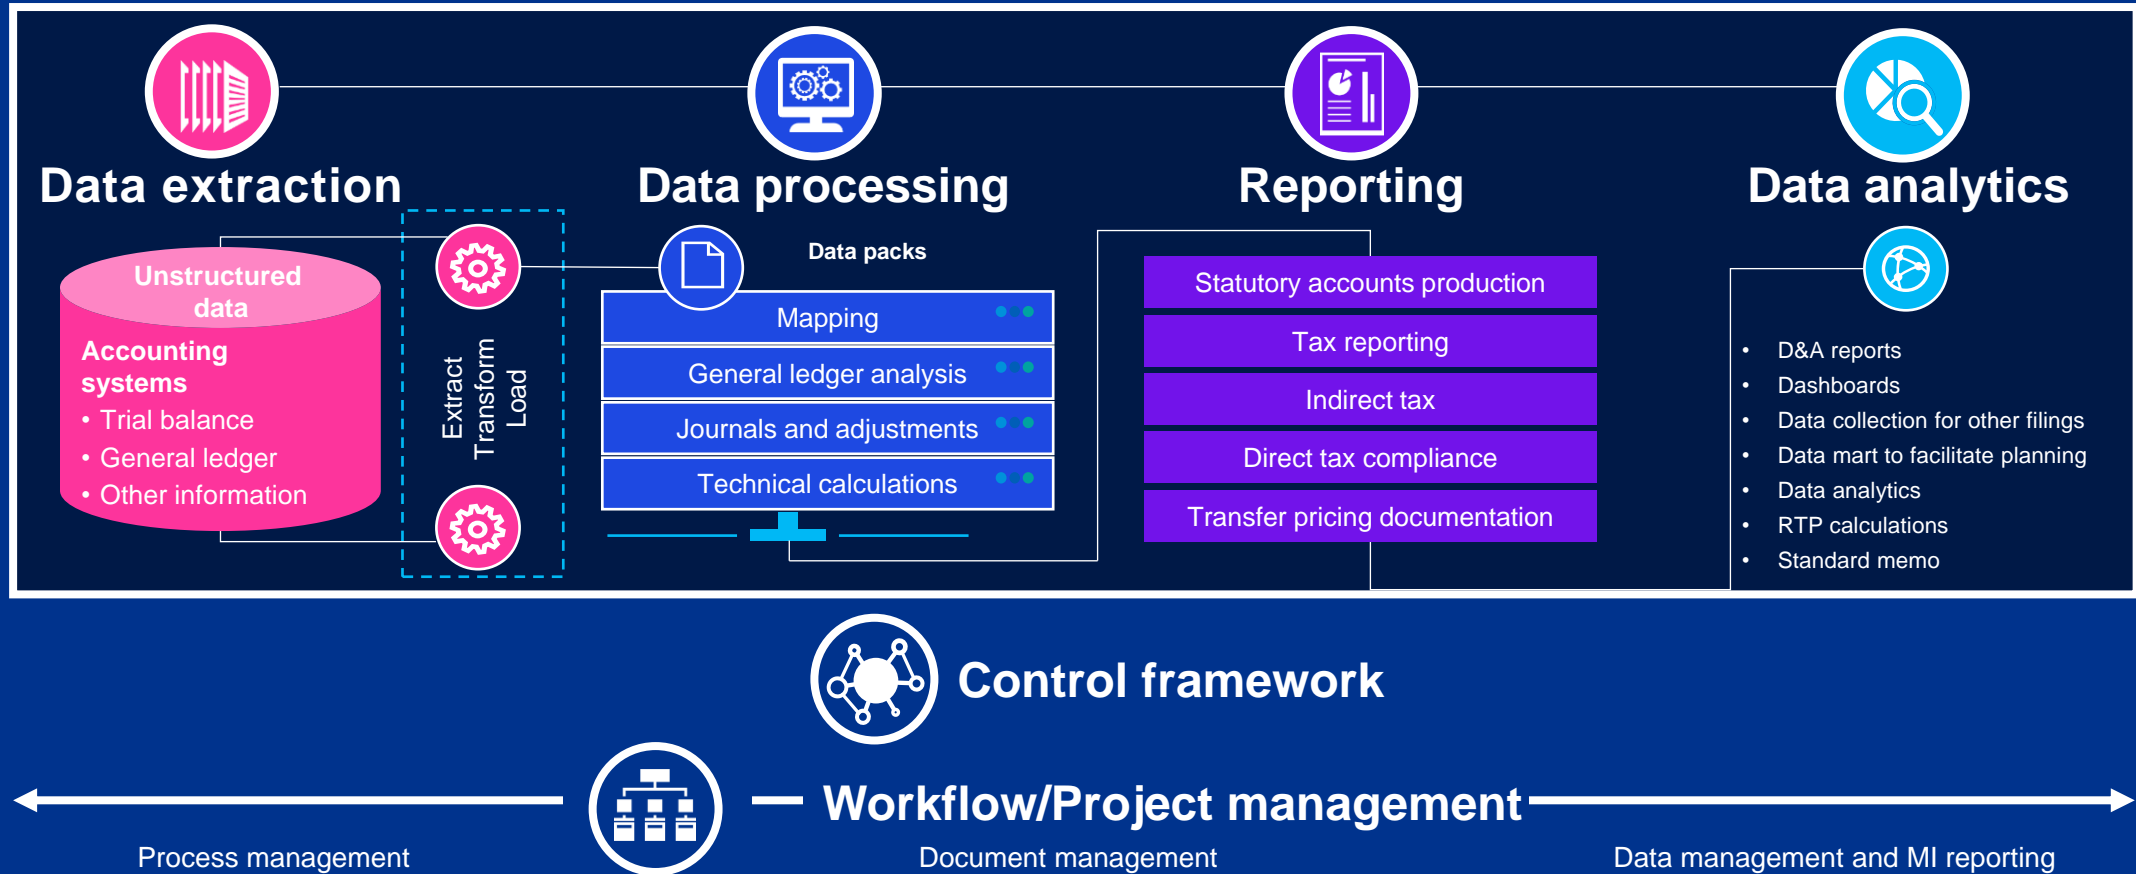 Data extraction
Data processing
Reporting
Data analytics
Unstructured
data
Accounting
systems
• Trial balance
• General ledger
• Other information
Extract
Transform
Load
Data packs
Mapping
General ledger analysis
Journals and adjustments
Technical calculations
Statutory accounts production
Tax reporting
Indirect tax
Direct tax compliance
Transfer pricing documentation
• D&A reports
• Dashboards
• Data collection for other filings
• Data mart to facilitate planning
• Data analytics
• RTP calculations
• Standard memo
Control framework
Workflow/Project management
Process management
Document management
Data management and MI reporting